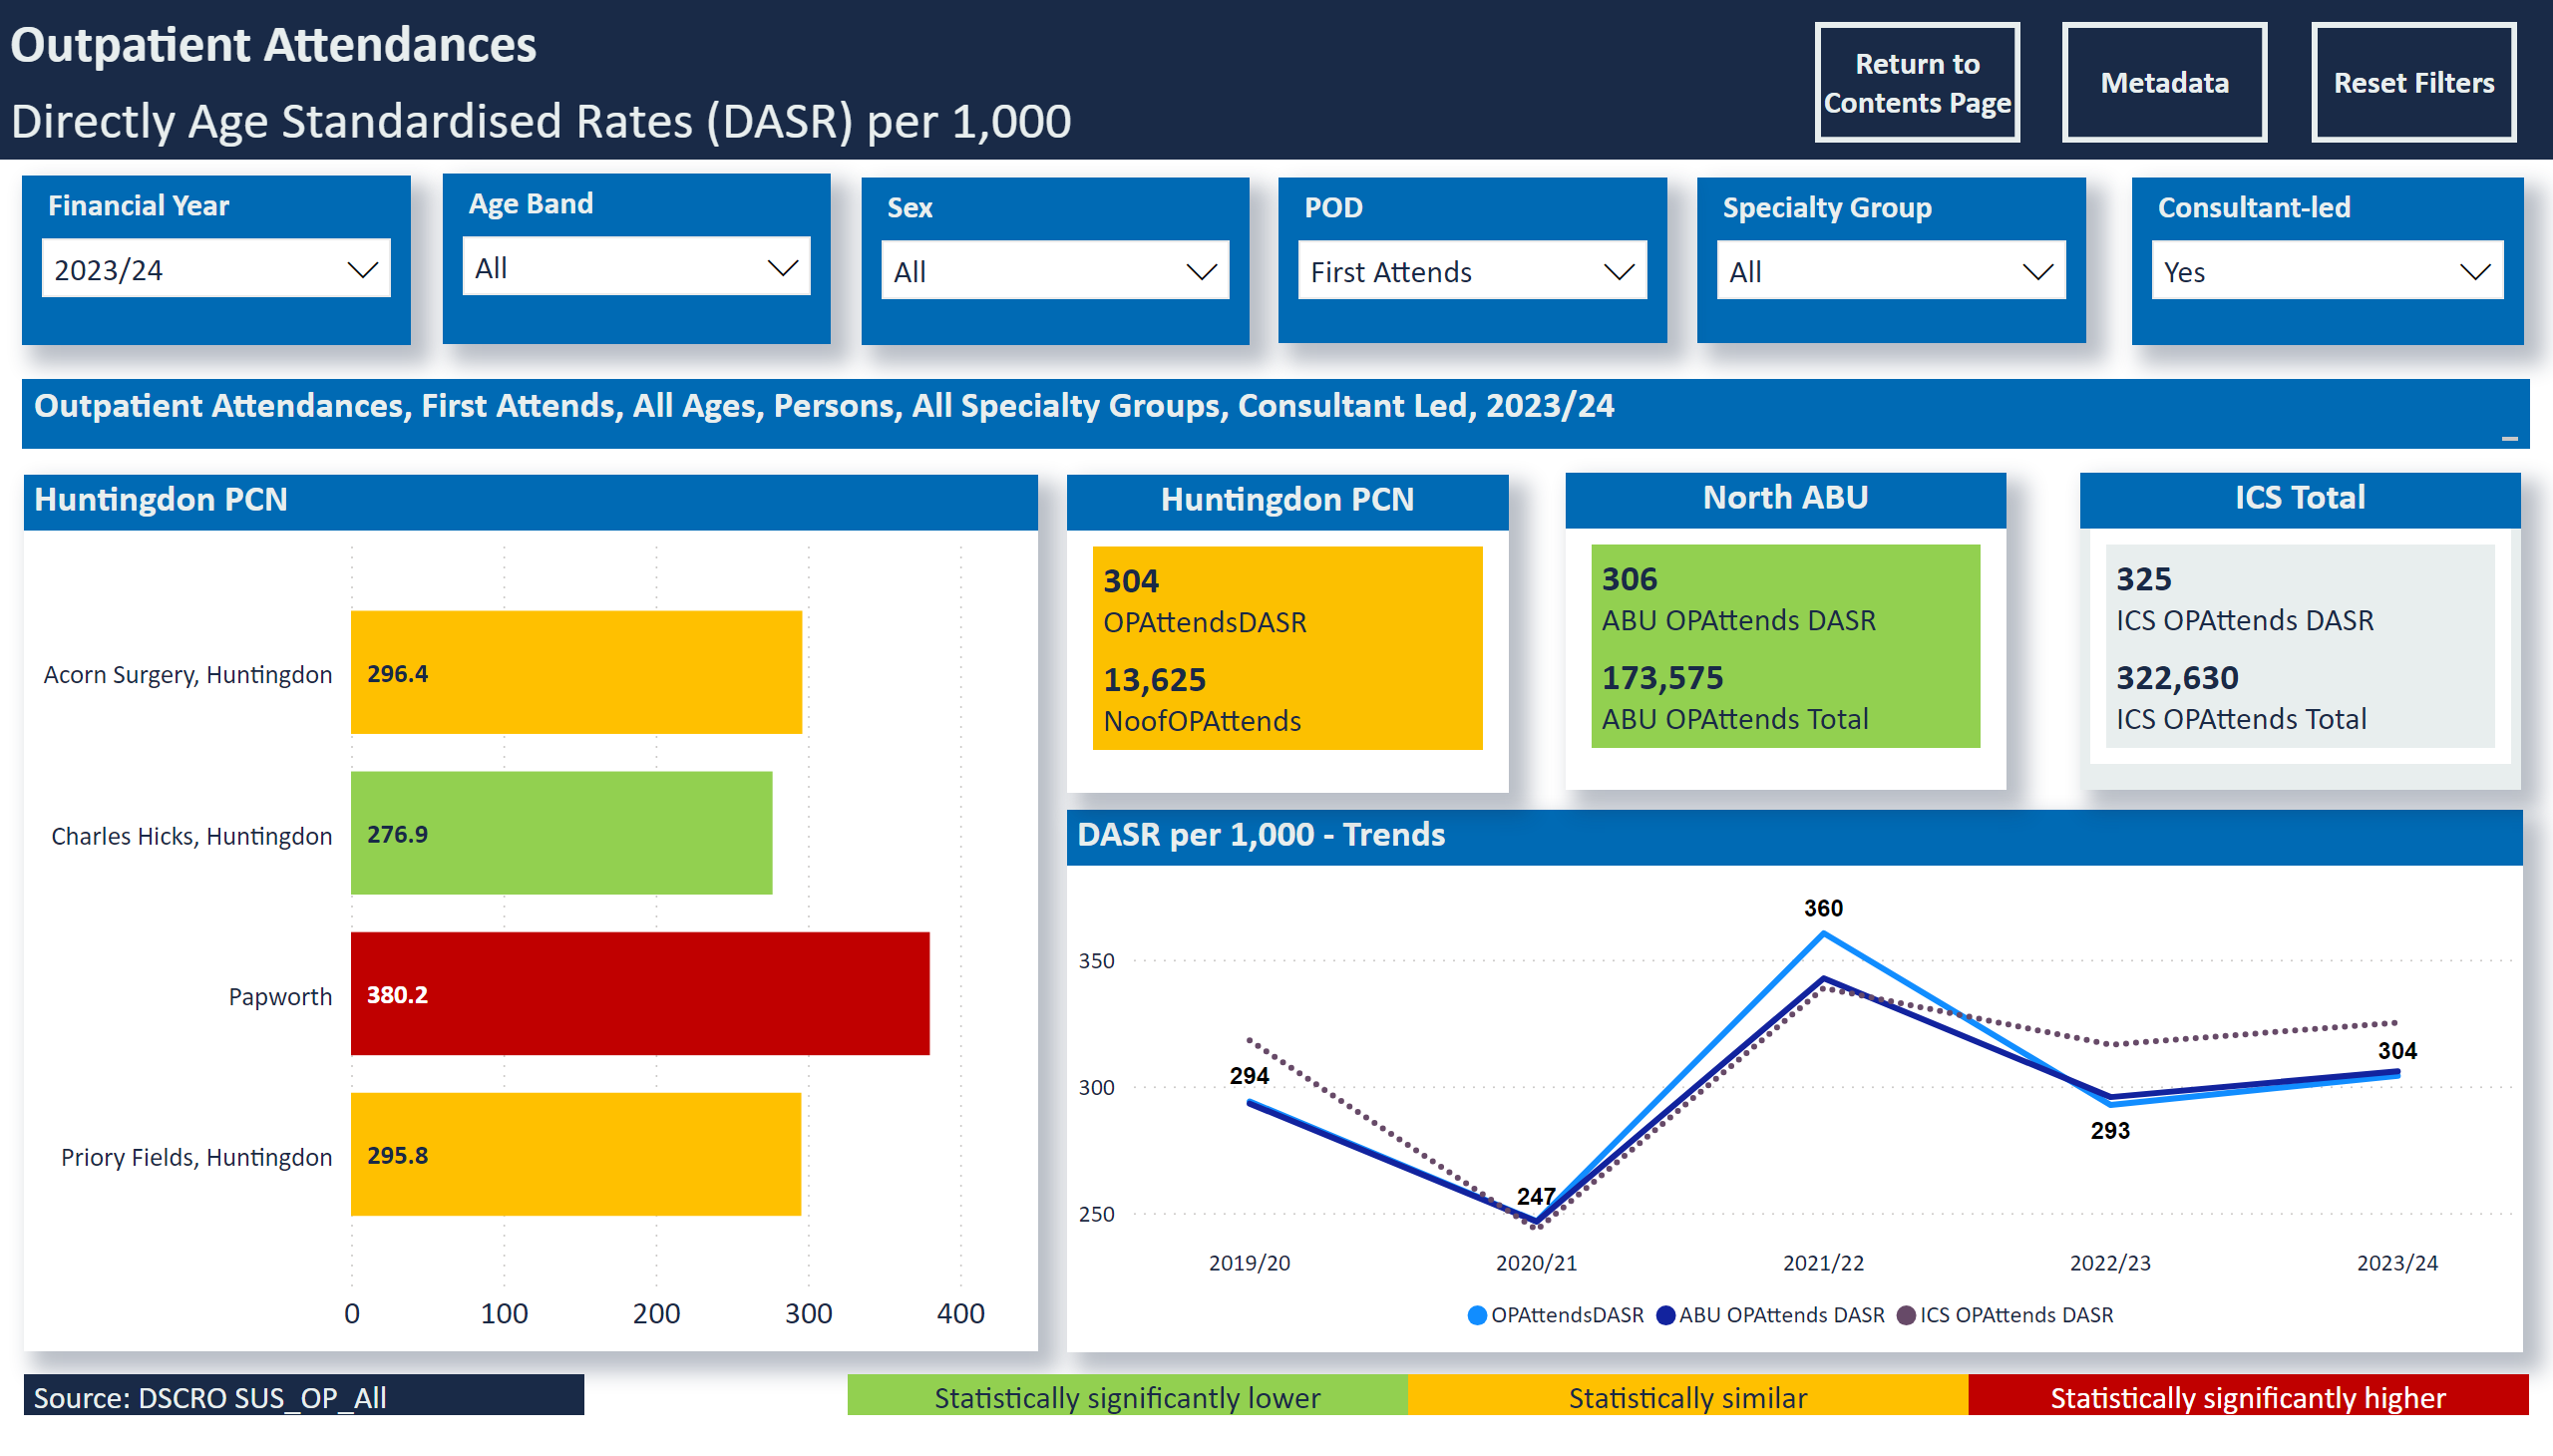 Outpatient Attendances
Directly Age Standardised Rates (DASR) per 1,000
Return to
Contents Page
Metadata
Reset Filters
Financial Year
2023/24
Age Band
All
Sex
All
POD
First Attends
Specialty Group
All
Consultant-led
Yes
Outpatient Attendances, First Attends, All Ages, Persons, All Specialty Groups, Consultant Led, 2023/24
Huntingdon PCN
Acorn Surgery, Huntingdon
296.4
Charles Hicks, Huntingdon
276.9
Papworth
380.2
Priory Fields, Huntingdon
295.8
0 100 200 300 400
Huntingdon PCN
304
OPAttendsDASR
13,625
NoofOPAttends
North ABU
306
ABU OPAttends DASR
173,575
ABU OPAttends Total
ICS Total
325
ICS OPAttends DASR
322,630
ICS OPAttends Total
DASR per 1,000 - Trends
350
300
250
294
247
360
293
304
2019/20 2020/21 2021/22 2022/23 2023/24
OPAttendsDASR ABU OPAttends DASR ICS OPAttends DASR
Source: DSCRO SUS_OP_All
Statistically significantly lower
Statistically similar
Statistically significantly higher